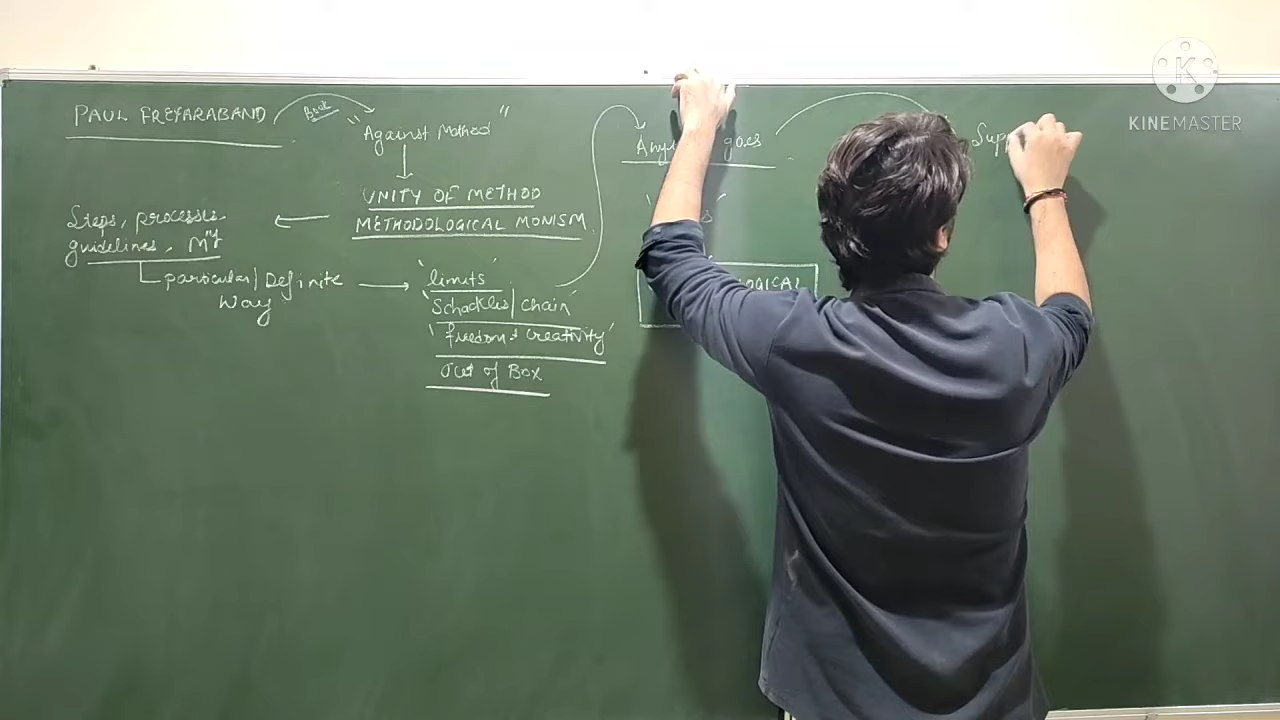 PAUL FREYARABAND
Book
"Against Method"
UNITY OF METHOD
METHODOLOGICAL MONISM
Steps, processes,
guidelines,
particular/Definite
Way
'limits'
'Schackles/Chain'
'freedom + Creativity'
Out of Box
goes
KINEMASTER